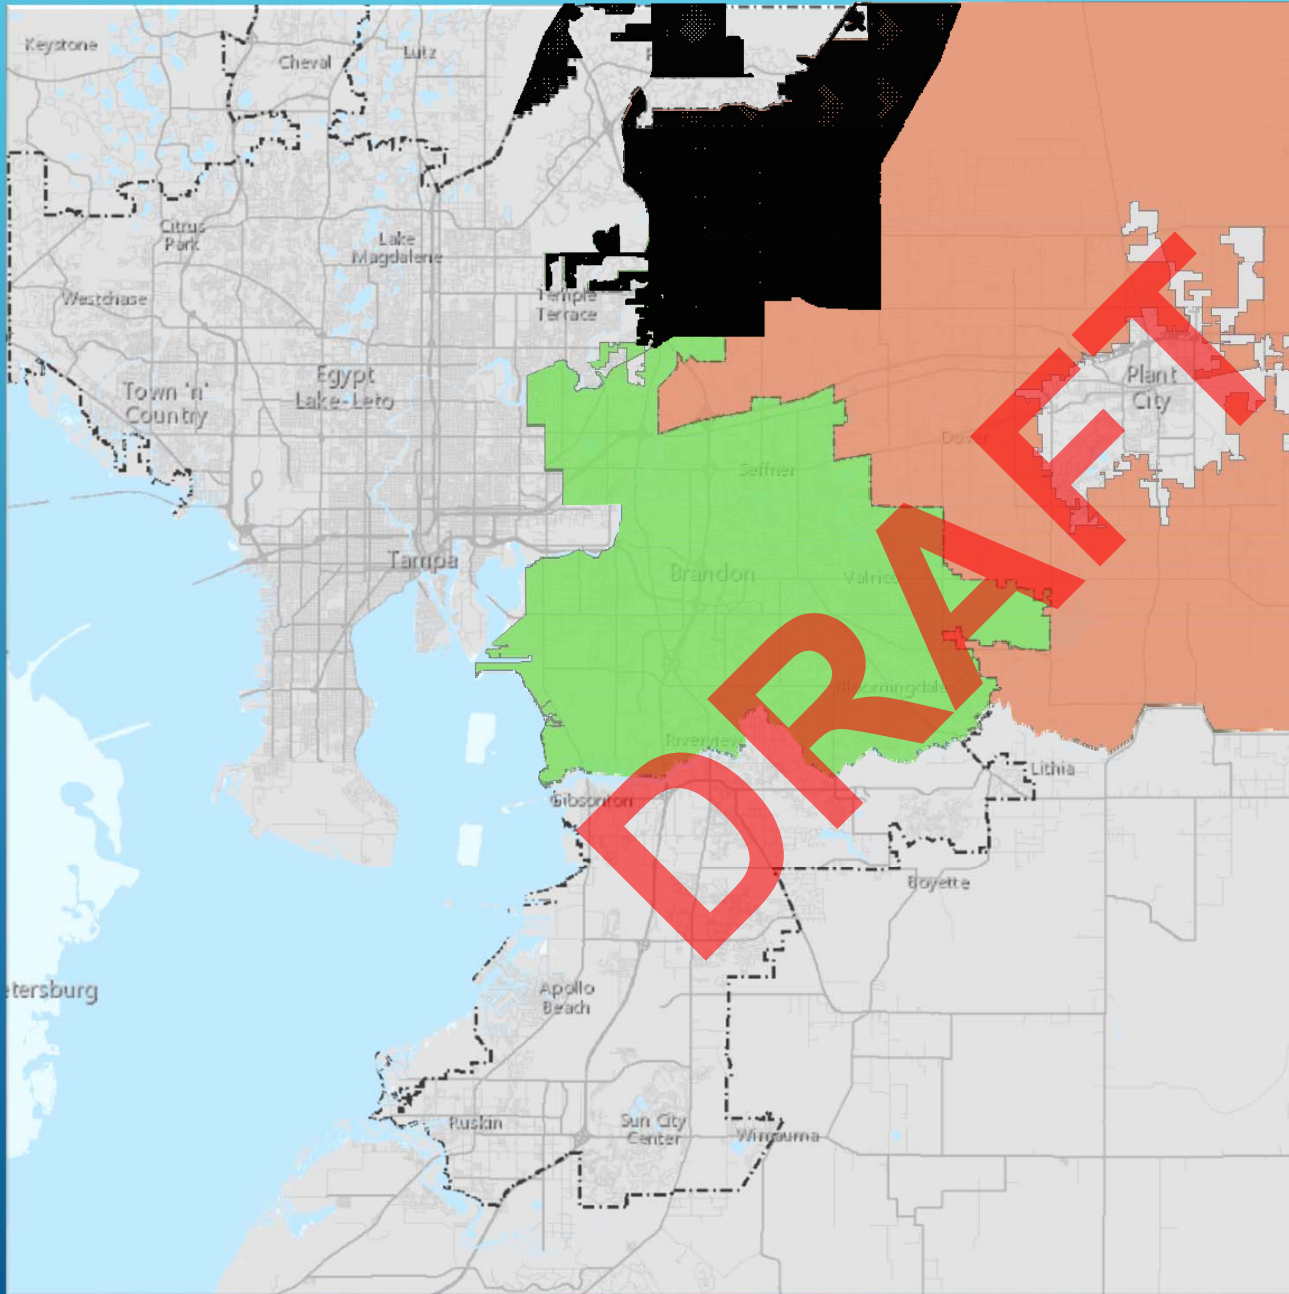 Keystone
Cheval
Lutz
Citrus
Park
Lake
Magdalene
Westchase
Temple
Terrace
Town 'n'
Country
Egypt
Lake-Leto
Plant
City
Dover
Seffner
Tampa
Brandon
Valrico
Bloomingdale
Riverview
Lithia
Gibsonton
Boyette
etersburg
Apollo
Beach
Ruskin
Sun City
Center
Wimauma
DRAFT